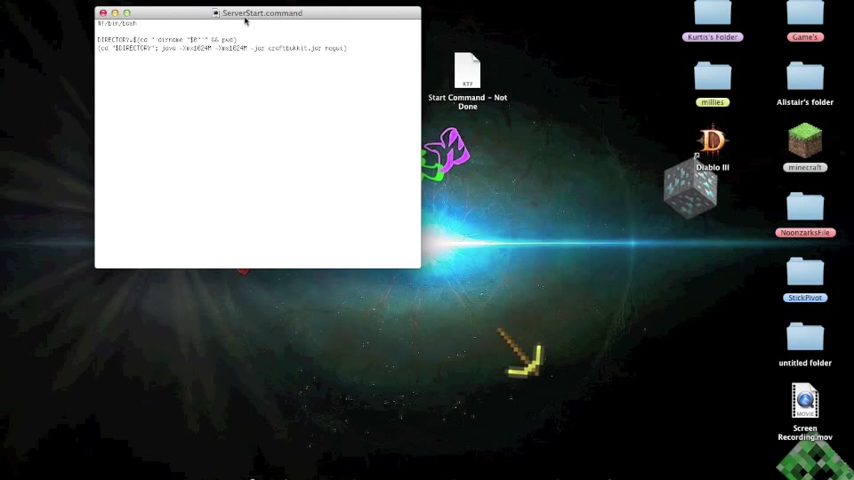 ServerStart.command
#!/bin/bash
DIRECTORY=$(cd "`dirname "$0"`" && pwd)
(cd "$DIRECTORY"; java -Xmx1024M -Xms1024M -jar craftbukkit.jar nogui)
RTF
Start Command - Not
Done
Kurtis's Folder
Game's
millies
Alistair's folder
Diablo III
minecraft
NoonzarksFile
StickPivot
untitled folder
MOVIE
Screen
Recording.mov